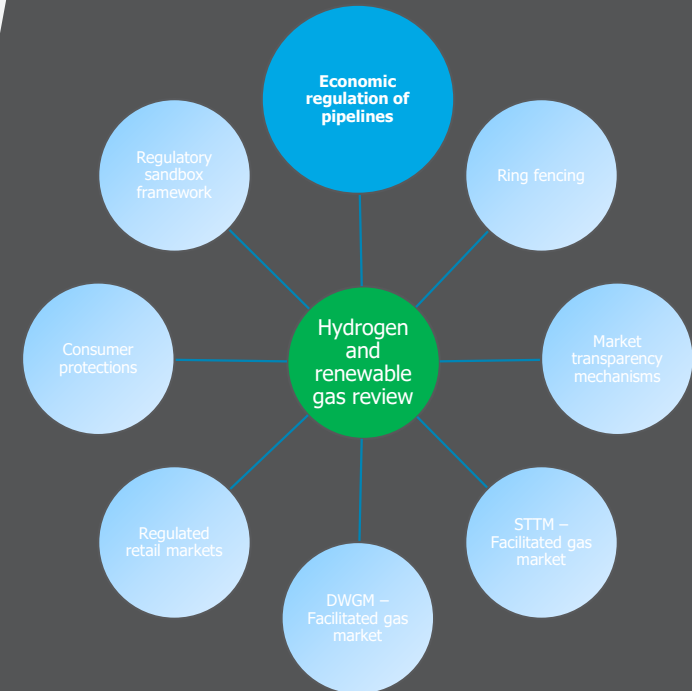 Economic
regulation of
pipelines
Regulatory
sandbox
framework
Ring fencing
Consumer
protections
Hydrogen
and
renewable
gas review
Market
transparency
mechanisms
Regulated
retail markets
STTM –
Facilitated gas
market
DWGM –
Facilitated gas
market